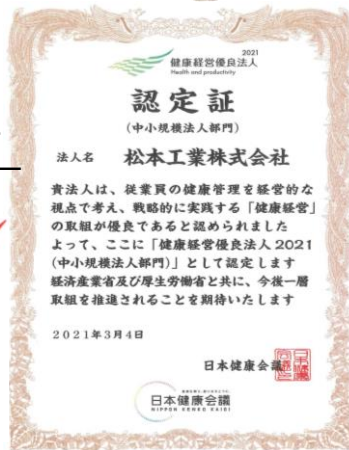 2021
健康経営優良法人
Health and productivity
認定証
(中小規模法人部門)
法人名 松本工業株式会社
貴法人は、従業員の健康管理を経営的な
視点で考え、戦略的に実践する「健康経営」
の取組が優良であると認められました
よって、ここに「健康経営優良法人2021
(中小規模法人部門)」として認定します
経済産業省及び厚生労働省と共に、今後一層
取組を推進されることを期待いたします
2021年3月4日
日本健康会議
日本健康会議
NIPPON KENKO KAIGI